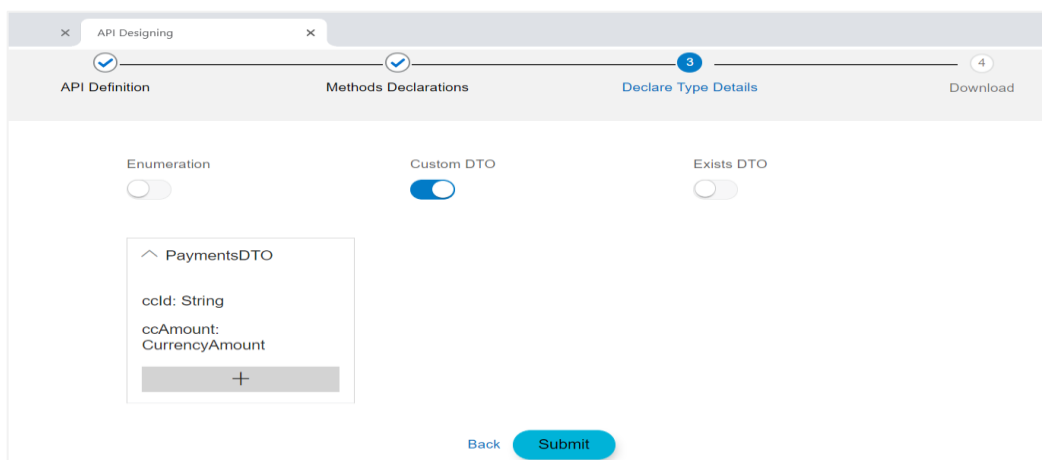 API Designing
3
4
API Definition
Methods Declarations
Declare Type Details
Download
Enumeration
Custom DTO
Exists DTO
PaymentsDTO
ccId: String
ccAmount:
CurrencyAmount
+
Back
Submit